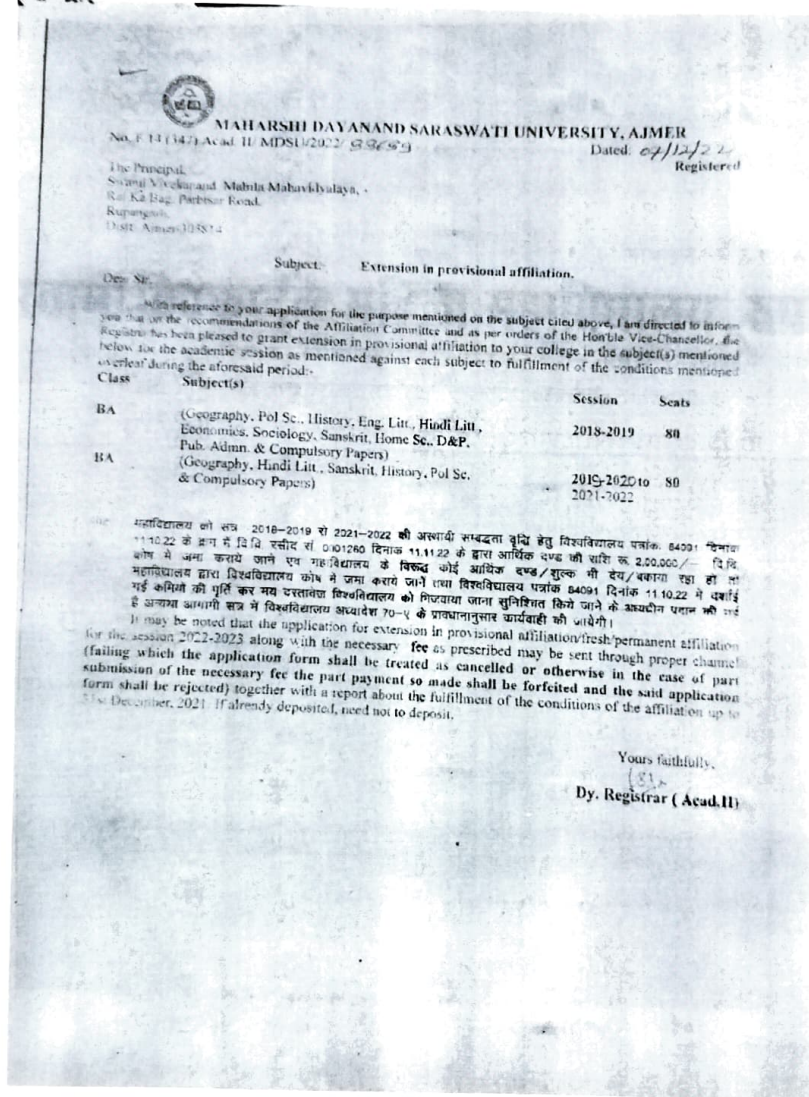 MAHARSHI DAYANAND SARASWATI UNIVERSITY, AJMER
No. F 14 (347) Acad. II/ MDSU/2022/
Dated: 07/12/22
Registered
The Principal,
Swami Vivekanand Mahila Mahavidyalaya,
Rai Ka Bag, Parbtsar Road,
Rupangarh,
Distt. Ajmer-305814
Subject:- Extension in provisional affiliation.
Dear Sir,
With reference to your application for the purpose mentioned on the subject cited above, I am directed to inform
you that on the recommendations of the Affiliation Committee and as per orders of the Hon'ble Vice-Chancellor, the
Registrar has been pleased to grant extension in provisional affiliation to your college in the subject(s) mentioned
below for the academic session as mentioned against each subject to fulfillment of the conditions mentioned
overleaf during the aforesaid period:-
Class Subject(s) Session Seats
BA (Geography, Pol Sc., History, Eng. Litt., Hindi Litt., 2018-2019 80
Economics, Sociology, Sanskrit, Home Sc., D&P,
Pub. Admn. & Compulsory Papers)
BA (Geography, Hindi Litt., Sanskrit, History, Pol Sc. 2019-2020 to 80
& Compulsory Papers) 2021-2022
महाविद्यालय को सत्र 2018-2019 से 2021-2022 की अस्थायी सम्बद्धता वृद्धि हेतु विश्वविद्यालय पत्रांक. 84091 दिनांक
11.10.22 के क्रम में वि.वि. रसीद सं. 0001260 दिनांक 11.11.22 के द्वारा आर्थिक दण्ड की राशि रू. 2,00,000/- वि.वि.
कोष मे जमा कराये जाने एवं महाविद्यालय के विरूद्ध कोई आर्थिक दण्ड/शुल्क भी देय/बकाया रहा हो तो
महाविद्यालय द्वारा विश्वविद्यालय कोष में जमा कराये जाने तथा विश्वविद्यालय पत्रांक 84091 दिनांक 11.10.22 मे दर्शाई
गई कमियों की पूर्ति कर मय दस्तावेज विश्वविद्यालय को भिजवाया जाना सुनिश्चित किये जाने के अध्यधीन प्रदान की गई
है अन्यथा आगामी सत्र में विश्वविद्यालय अध्यादेश 70-ए के प्रावधानानुसार कार्यवाही की जायेगी।
It may be noted that the application for extension in provisional affiliation/fresh/permanent affiliation
for the session 2022-2023 along with the necessary fee as prescribed may be sent through proper channel
(failing which the application form shall be treated as cancelled or otherwise in the case of part
submission of the necessary fee the part payment so made shall be forfeited and the said application
form shall be rejected) together with a report about the fulfillment of the conditions of the affiliation up to
31st December, 2021. If already deposited, need not to deposit.
Yours faithfully,
Dy. Registrar ( Acad.II)